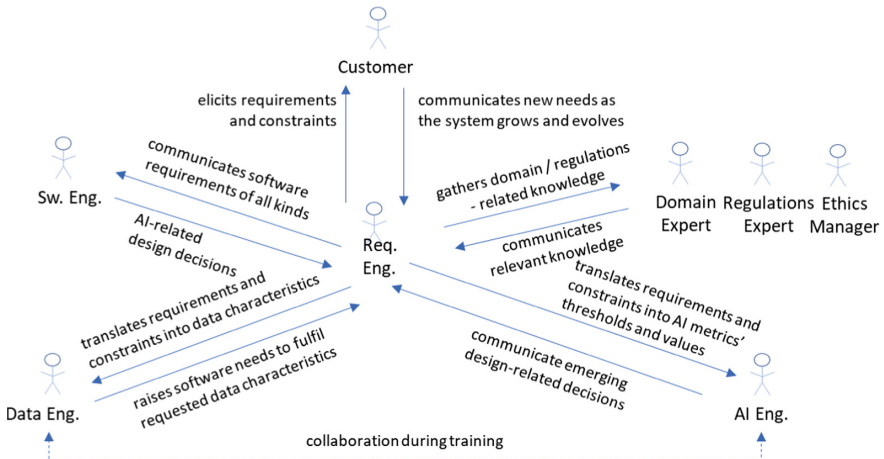 Customer
elicits requirements
and constraints
communicates new needs as
the system grows and evolves
communicates software
requirements of all kinds
Sw. Eng.
AI-related
design decisions
gathers domain / regulations
- related knowledge
Domain
Expert
Regulations
Expert
Ethics
Manager
communicates
relevant knowledge
Req.
Eng.
translates requirements and
constraints into data characteristics
raises software needs to fulfil
requested data characteristics
translates requirements and
constraints into AI metrics'
thresholds and values
communicate emerging
design-related decisions
Data Eng.
AI Eng.
collaboration during training